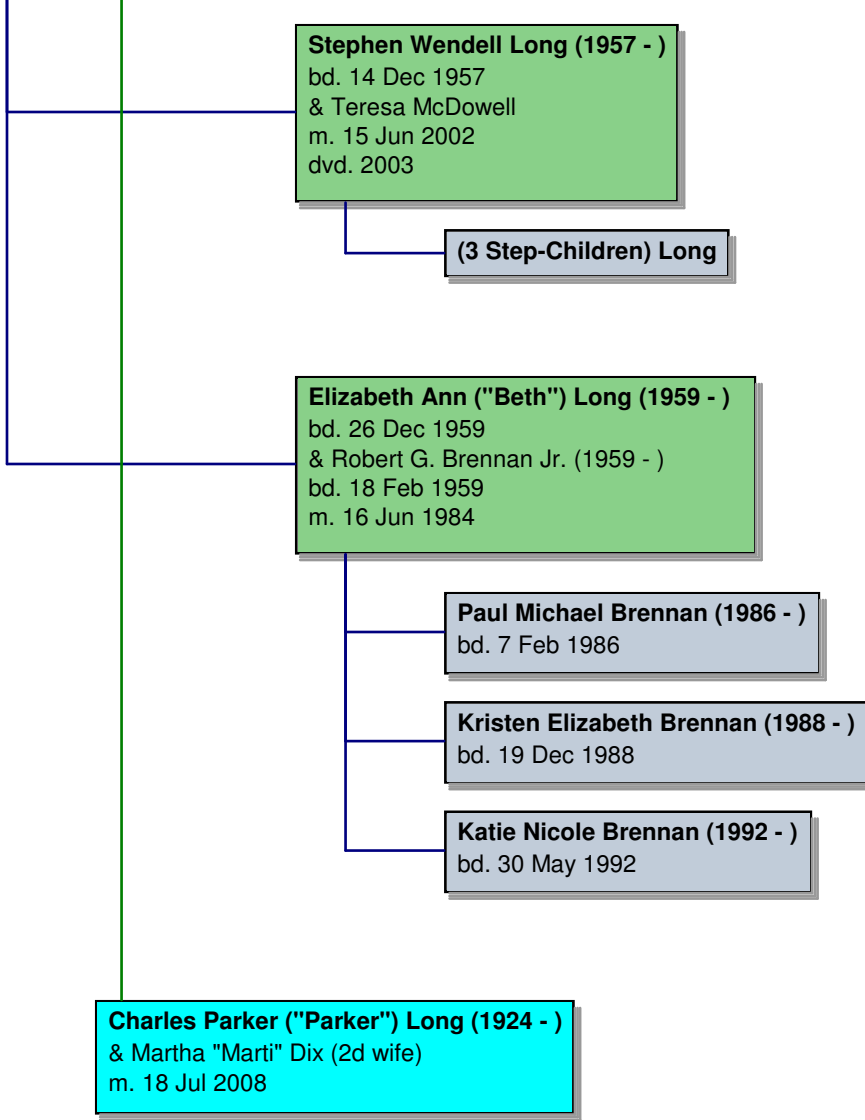 Stephen Wendell Long (1957 - )
bd. 14 Dec 1957
& Teresa McDowell
m. 15 Jun 2002
dvd. 2003
(3 Step-Children) Long
Elizabeth Ann ("Beth") Long (1959 - )
bd. 26 Dec 1959
& Robert G. Brennan Jr. (1959 - )
bd. 18 Feb 1959
m. 16 Jun 1984
Paul Michael Brennan (1986 - )
bd. 7 Feb 1986
Kristen Elizabeth Brennan (1988 - )
bd. 19 Dec 1988
Katie Nicole Brennan (1992 - )
bd. 30 May 1992
Charles Parker ("Parker") Long (1924 - )
& Martha "Marti" Dix (2d wife)
m. 18 Jul 2008